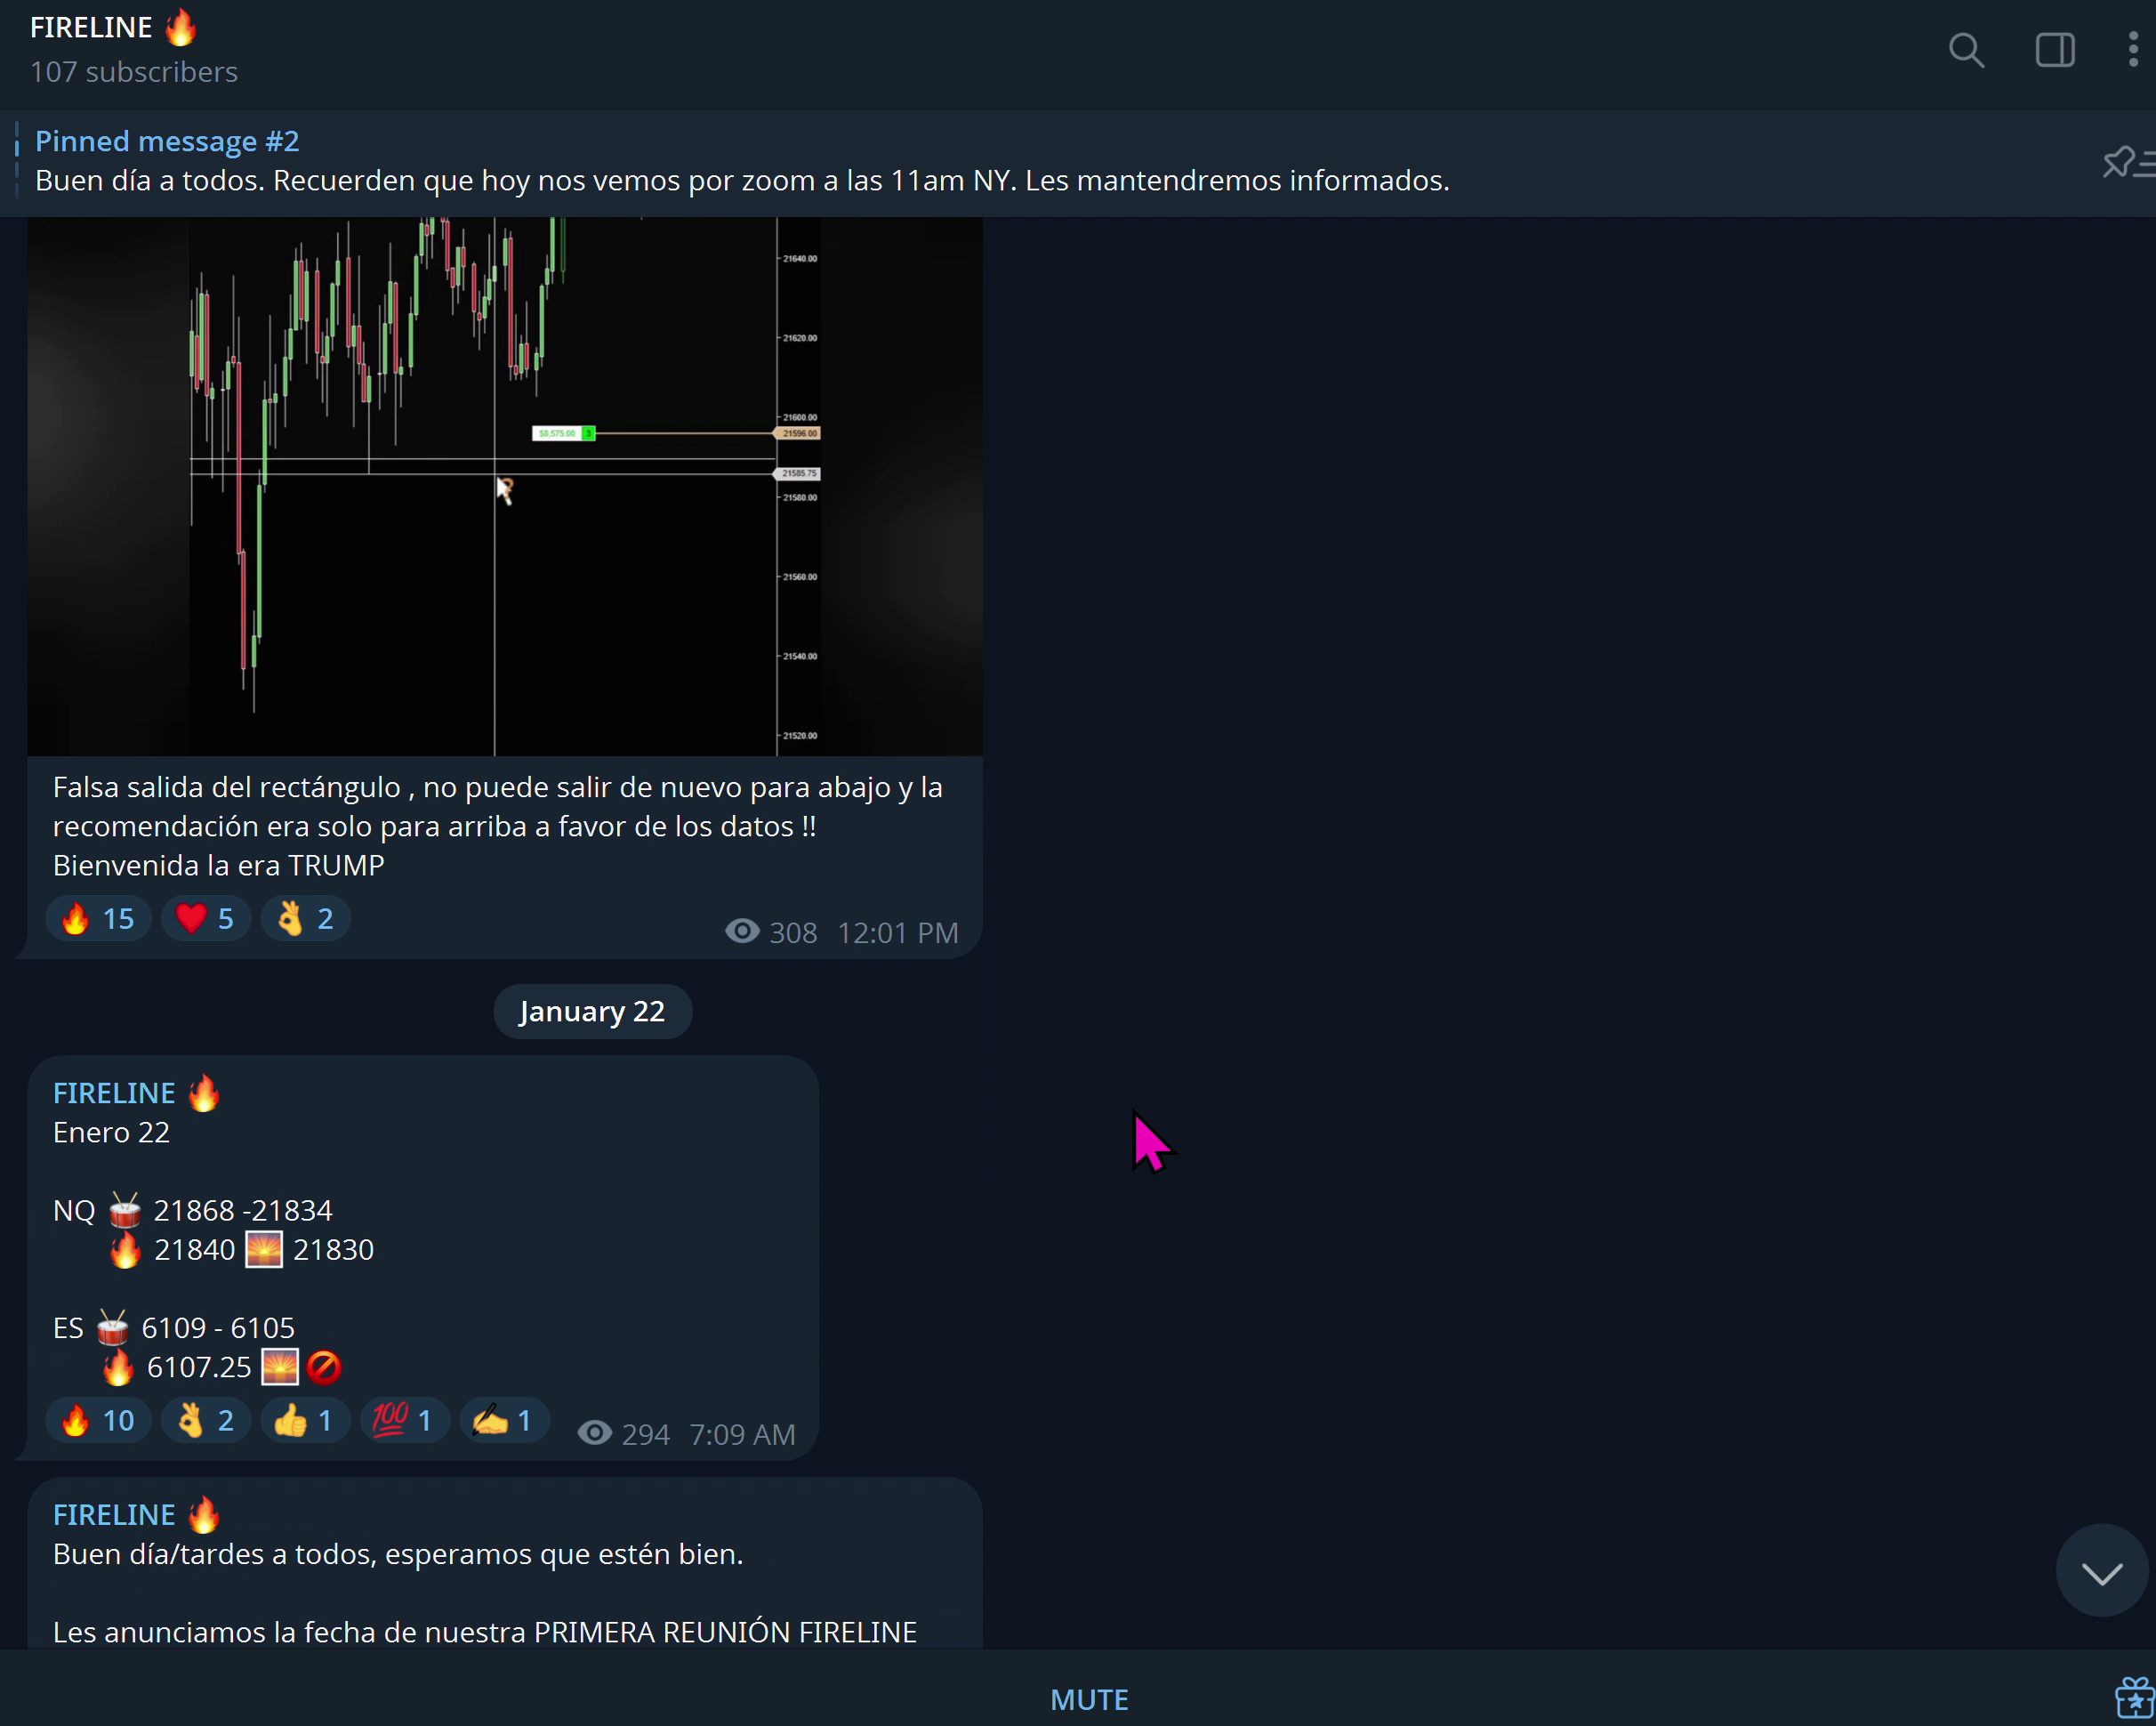 FIRELINE 🔥
107 subscribers
Pinned message #2
Buen día a todos. Recuerden que hoy nos vemos por zoom a las 11am NY. Les mantendremos informados.
21640.00
21620.00
21600.00
58,575.00
21596.00
21585.75
21580.00
21560.00
21540.00
21520.00
Falsa salida del rectángulo , no puede salir de nuevo para abajo y la
recomendación era solo para arriba a favor de los datos !!
Bienvenida la era TRUMP
🔥 15 ❤️ 5 👌 2
308 12:01 PM
January 22
FIRELINE 🔥
Enero 22
NQ 🥁 21868 -21834
🔥 21840 🌅 21830
ES 🥁 6109 - 6105
🔥 6107.25 🌅🚫
🔥 10 👌 2 👍 1 💯 1 ✍️ 1
294 7:09 AM
FIRELINE 🔥
Buen día/tardes a todos, esperamos que estén bien.
Les anunciamos la fecha de nuestra PRIMERA REUNIÓN FIRELINE
MUTE